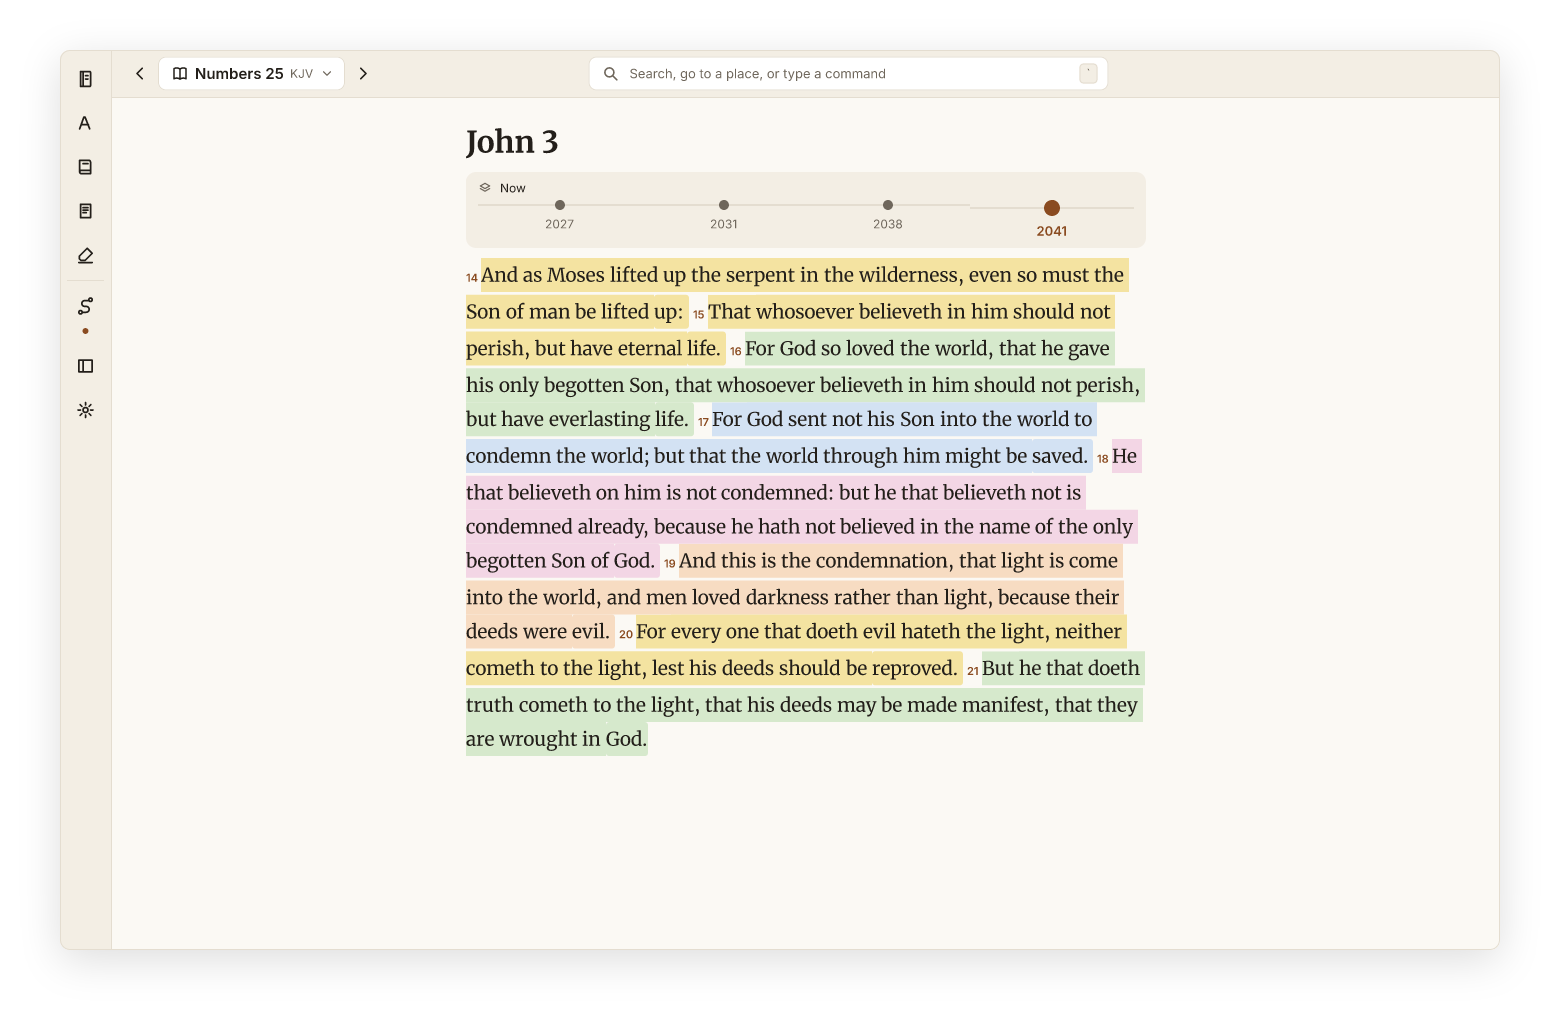 Numbers 25 KJV
Search, go to a place, or type a command
John 3
Now
2027 2031 2038 2041
14 And as Moses lifted up the serpent in the wilderness, even so must the
Son of man be lifted up: 15 That whosoever believeth in him should not
perish, but have eternal life. 16 For God so loved the world, that he gave
his only begotten Son, that whosoever believeth in him should not perish,
but have everlasting life. 17 For God sent not his Son into the world to
condemn the world; but that the world through him might be saved. 18 He
that believeth on him is not condemned: but he that believeth not is
condemned already, because he hath not believed in the name of the only
begotten Son of God. 19 And this is the condemnation, that light is come
into the world, and men loved darkness rather than light, because their
deeds were evil. 20 For every one that doeth evil hateth the light, neither
cometh to the light, lest his deeds should be reproved. 21 But he that doeth
truth cometh to the light, that his deeds may be made manifest, that they
are wrought in God.